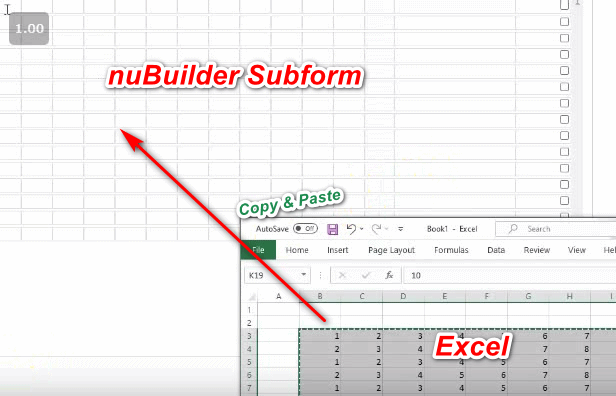 1
1.00
nuBuilder Subform
Copy & Paste
AutoSave Off Book1 - Excel Search
File Home Insert Page Layout Formulas Data Review View Hel
K19 fx 10
A B C D E F G H I
1
2
3 1 2 3 4 5 6 7
4 2 3 4 7 8
Excel
5 1 2 3 4 5 6 7
6 2 3 4 5 6 7 8
7 1 2 3 4 5 6 7